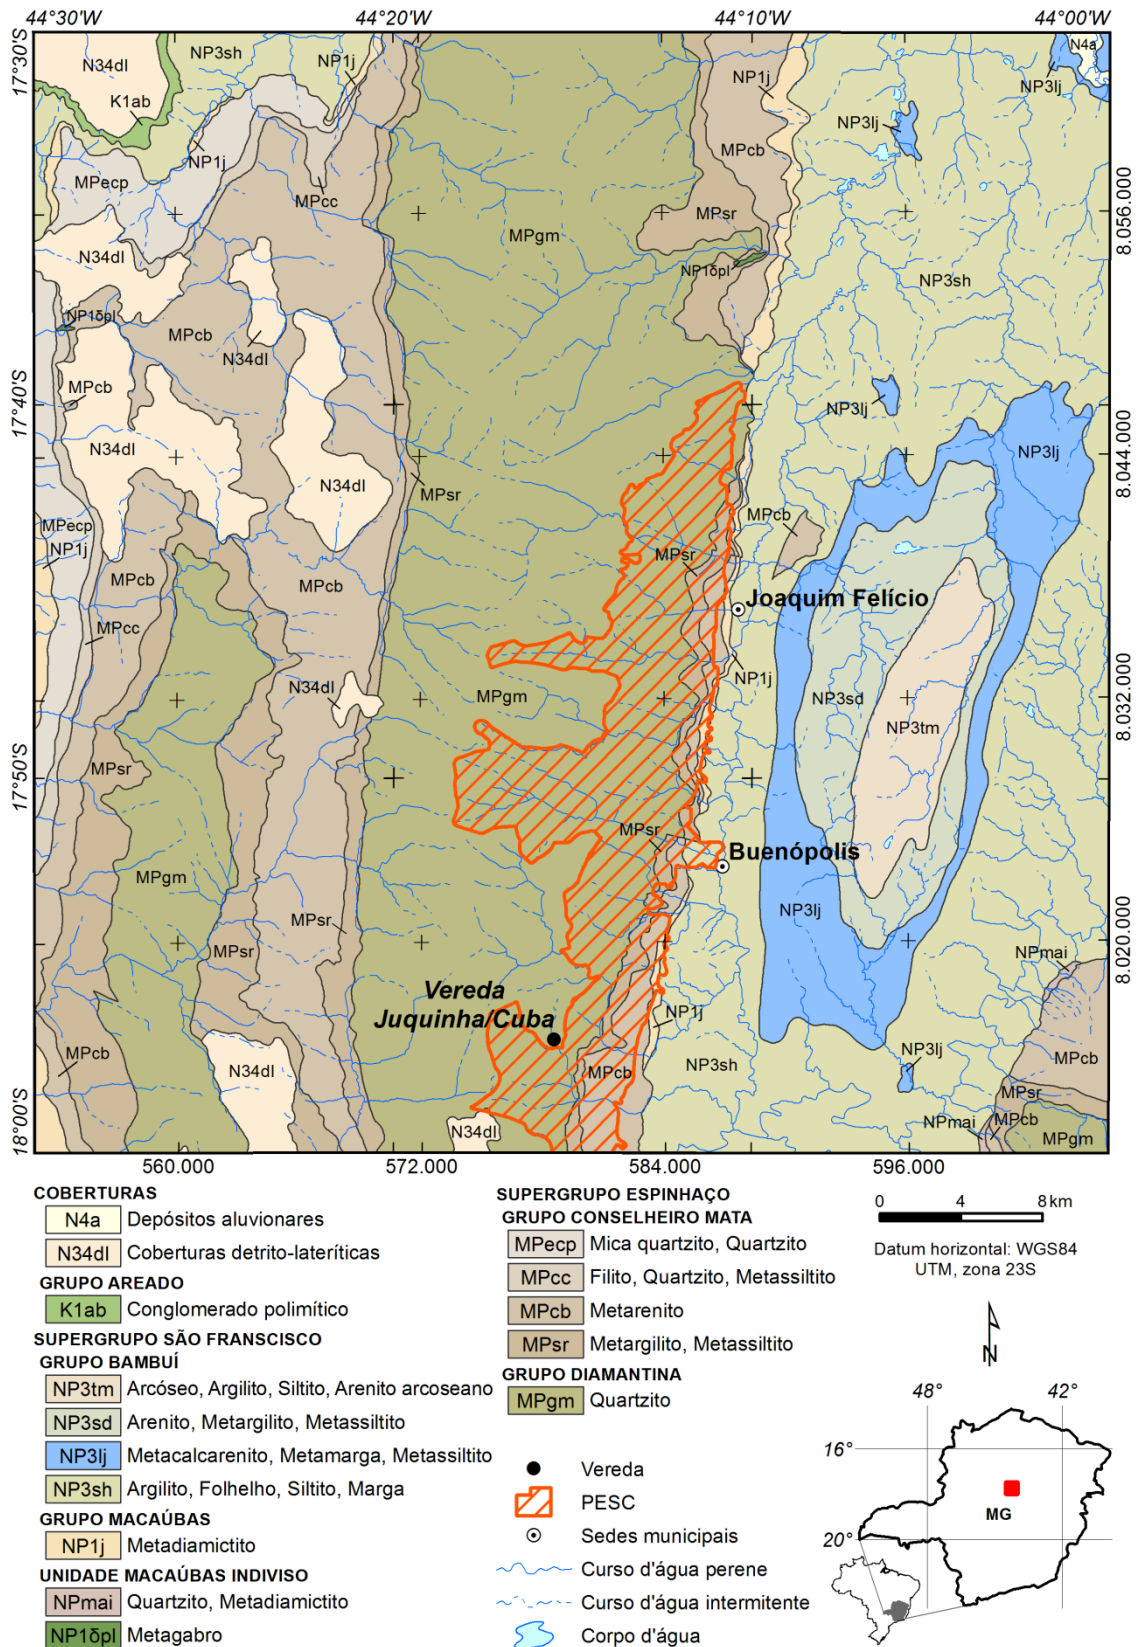 44°30'W 44°20'W 44°10'W 44°00'W
17°30'S
N34dl
NP3sh
NP1j
NP1j
N4a
K1ab
NP3lj
NP3lj
NP1j
MPcb
MPecp
MPcc
MPsr
8.056.000
N34dl
MPgm
NP1δpl
NP3sh
NP1δpl
MPcb
N34dl
MPcb
NP3lj
17°40'S
N34dl
NP3lj
8.044.000
N34dl
MPsr
MPecp
MPcb
NP1j
MPsr
MPcb
MPcb
Joaquim Felício
MPcc
N34dl
NP1j
MPgm
NP3sd
8.032.000
NP3tm
MPsr
17°50'S
MPsr
Buenópolis
MPgm
NP3lj
MPsr
MPsr
8.020.000
NPmai
Vereda
Juquinha/Cuba
NP1j
MPcb
NP3lj
MPcb
N34dl
MPcb
NP3sh
MPsr
NPmai
MPcb
N34dl
MPgm
18°00'S
560.000 572.000 584.000 596.000
COBERTURAS
N4a Depósitos aluvionares
N34dl Coberturas detrito-lateríticas
GRUPO AREADO
K1ab Conglomerado polimítico
SUPERGRUPO SÃO FRANSCISCO
GRUPO BAMBUÍ
NP3tm Arcóseo, Argilito, Siltito, Arenito arcoseano
NP3sd Arenito, Metargilito, Metassiltito
NP3lj Metacalcarenito, Metamarga, Metassiltito
NP3sh Argilito, Folhelho, Siltito, Marga
GRUPO MACAÚBAS
NP1j Metadiamictito
UNIDADE MACAÚBAS INDIVISO
NPmai Quartzito, Metadiamictito
NP1δpl Metagabro
SUPERGRUPO ESPINHAÇO
GRUPO CONSELHEIRO MATA
MPecp Mica quartzito, Quartzito
MPcc Filito, Quartzito, Metassiltito
MPcb Metarenito
MPsr Metargilito, Metassiltito
GRUPO DIAMANTINA
MPgm Quartzito
Vereda
PESC
Sedes municipais
Curso d'água perene
Curso d'água intermitente
Corpo d'água
0 4 8 km
Datum horizontal: WGS84
UTM, zona 23S
N
48° 42°
16°
MG
20°